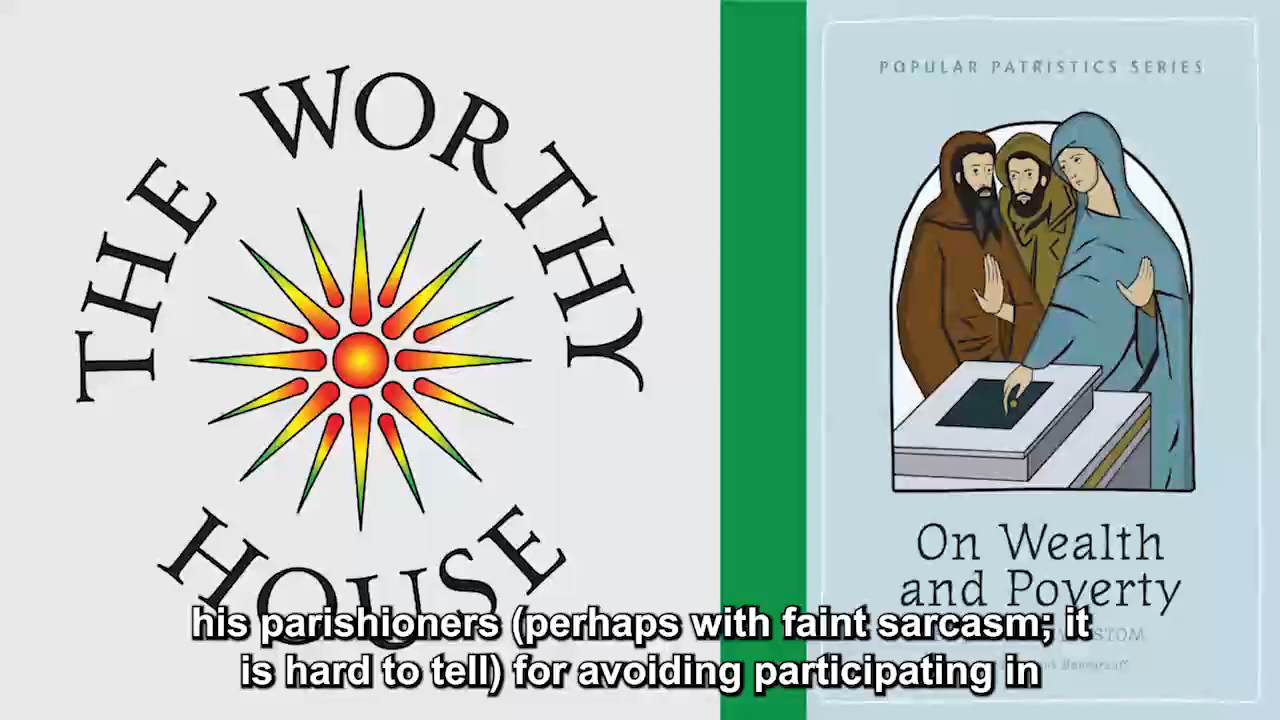 THE WORTHY
HOUSE
POPULAR PATRISTICS SERIES
On Wealth
and Poverty
his parishioners (perhaps with faint sarcasm; it
is hard to tell) for avoiding participating in